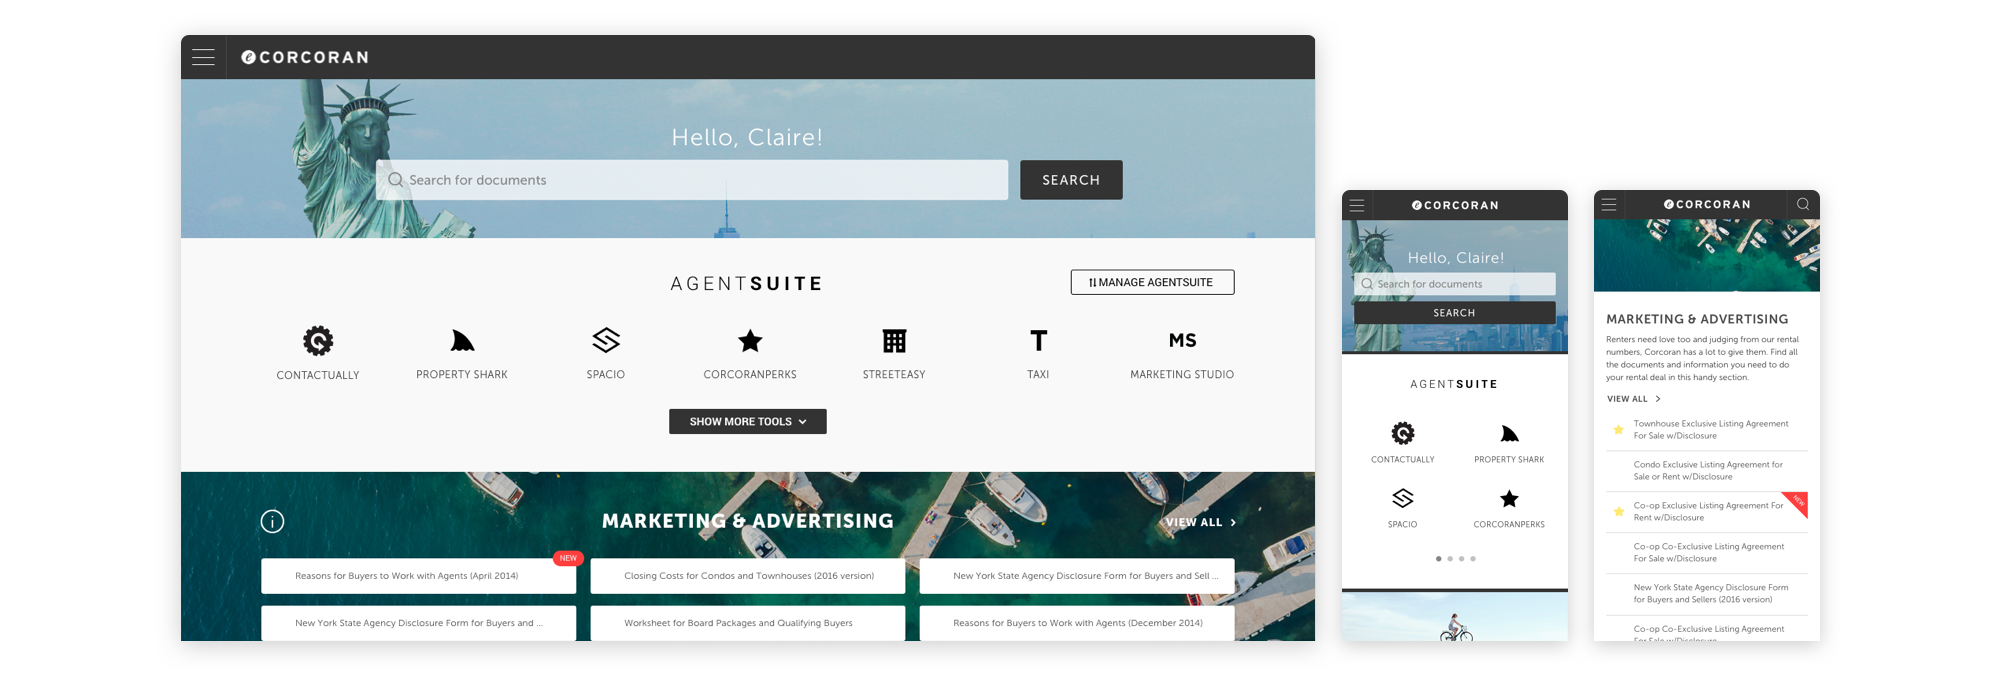 CORCORAN
Hello, Claire!
Search for documents
SEARCH
AGENTSUITE
MANAGE AGENTSUITE
CONTACTUALLY
PROPERTY SHARK
SPACIO
CORCORANPERKS
STREETEASY
T
TAXI
MS
MARKETING STUDIO
SHOW MORE TOOLS
MARKETING & ADVERTISING
VIEW ALL
NEW
Reasons for Buyers to Work with Agents (April 2014)
Closing Costs for Condos and Townhouses (2016 version)
New York State Agency Disclosure Form for Buyers and Sell ...
New York State Agency Disclosure Form for Buyers and ...
Worksheet for Board Packages and Qualifying Buyers
Reasons for Buyers to Work with Agents (December 2014)
CORCORAN
Hello, Claire!
Search for documents
SEARCH
AGENTSUITE
CONTACTUALLY
PROPERTY SHARK
SPACIO
CORCORANPERKS
CORCORAN
MARKETING & ADVERTISING
Renters need love too and judging from our rental
numbers, Corcoran has a lot to give them. Find all
the documents and information you need to do
your rental deal in this handy section.
VIEW ALL
Townhouse Exclusive Listing Agreement
For Sale w/Disclosure
Condo Exclusive Listing Agreement for
Sale or Rent w/Disclosure
NEW
Co-op Exclusive Listing Agreement For
Rent w/Disclosure
Co-op Co-Exclusive Listing Agreement
For Sale w/Disclosure
New York State Agency Disclosure Form
for Buyers and Sellers (2016 version)
Co-op Co-Exclusive Listing Agreement
For Sale w/Disclosure